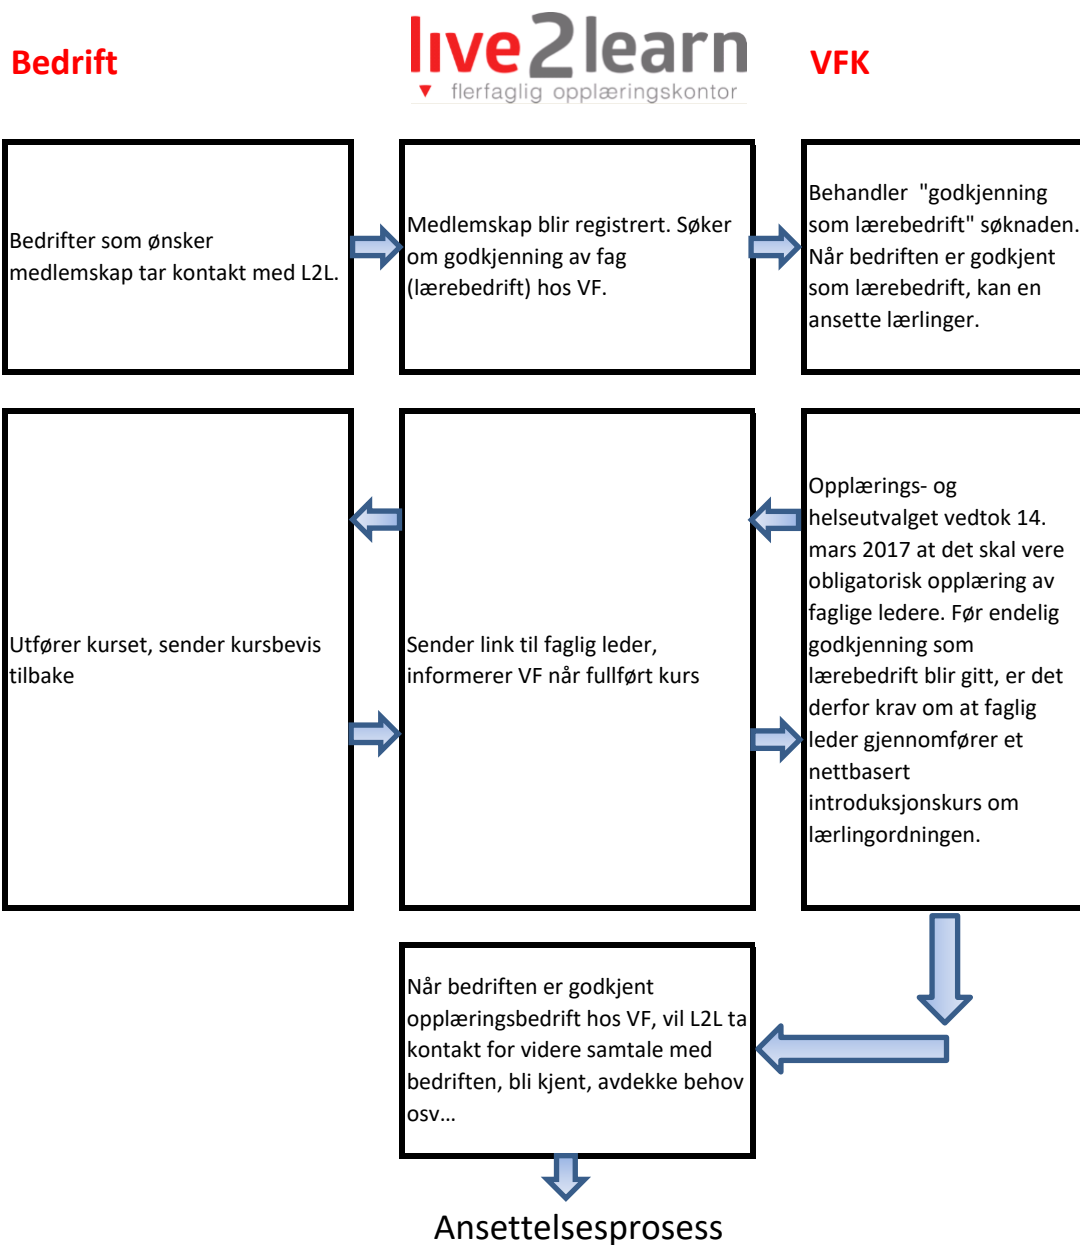 Bedrift
live2learn
flerfaglig opplæringskontor
VFK
Bedrifter som ønsker
medlemskap tar kontakt med L2L.
Medlemskap blir registrert. Søker
om godkjenning av fag
(lærebedrift) hos VF.
Behandler "godkjenning
som lærebedrift" søknaden.
Når bedriften er godkjent
som lærebedrift, kan en
ansette lærlinger.
Utfører kurset, sender kursbevis
tilbake
Sender link til faglig leder,
informerer VF når fullført kurs
Opplærings- og
helseutvalget vedtok 14.
mars 2017 at det skal vere
obligatorisk opplæring av
faglige ledere. Før endelig
godkjenning som
lærebedrift blir gitt, er det
derfor krav om at faglig
leder gjennomfører et
nettbasert
introduksjonskurs om
lærlingordningen.
Når bedriften er godkjent
opplæringsbedrift hos VF, vil L2L ta
kontakt for videre samtale med
bedriften, bli kjent, avdekke behov
osv...
Ansettelsesprosess